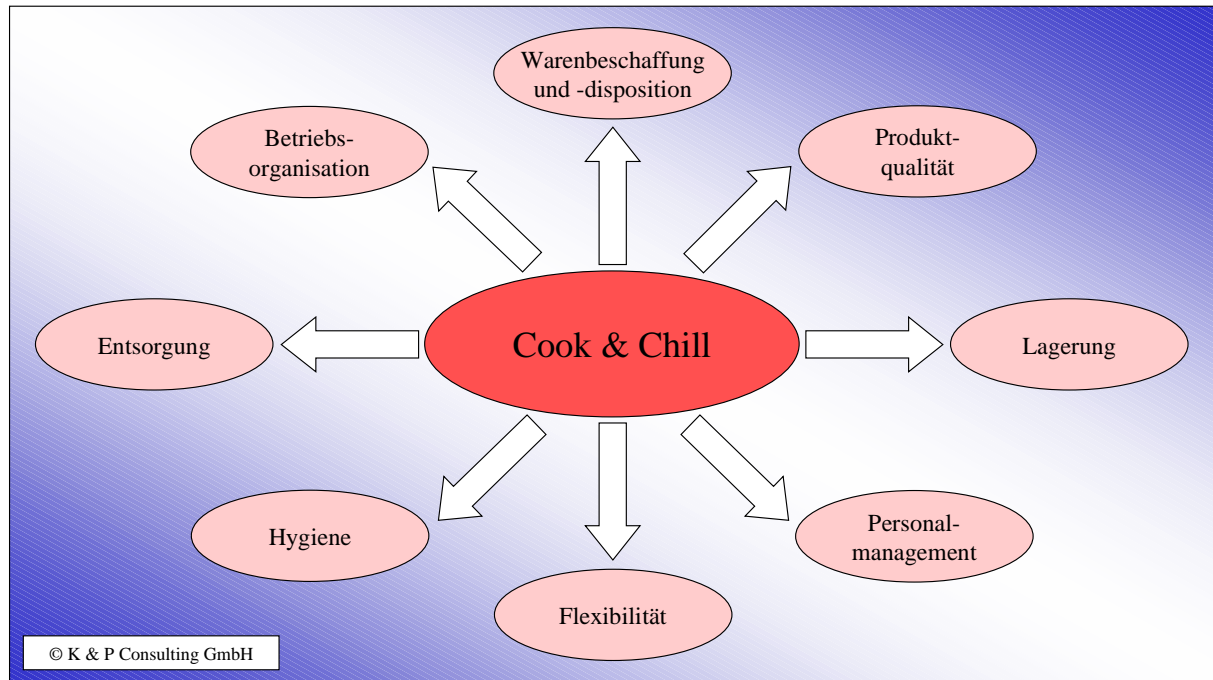 Warenbeschaffung
und -disposition
Betriebs-
organisation
Produkt-
qualität
Entsorgung
Cook & Chill
Lagerung
Hygiene
Personal-
management
Flexibilität
© K & P Consulting GmbH